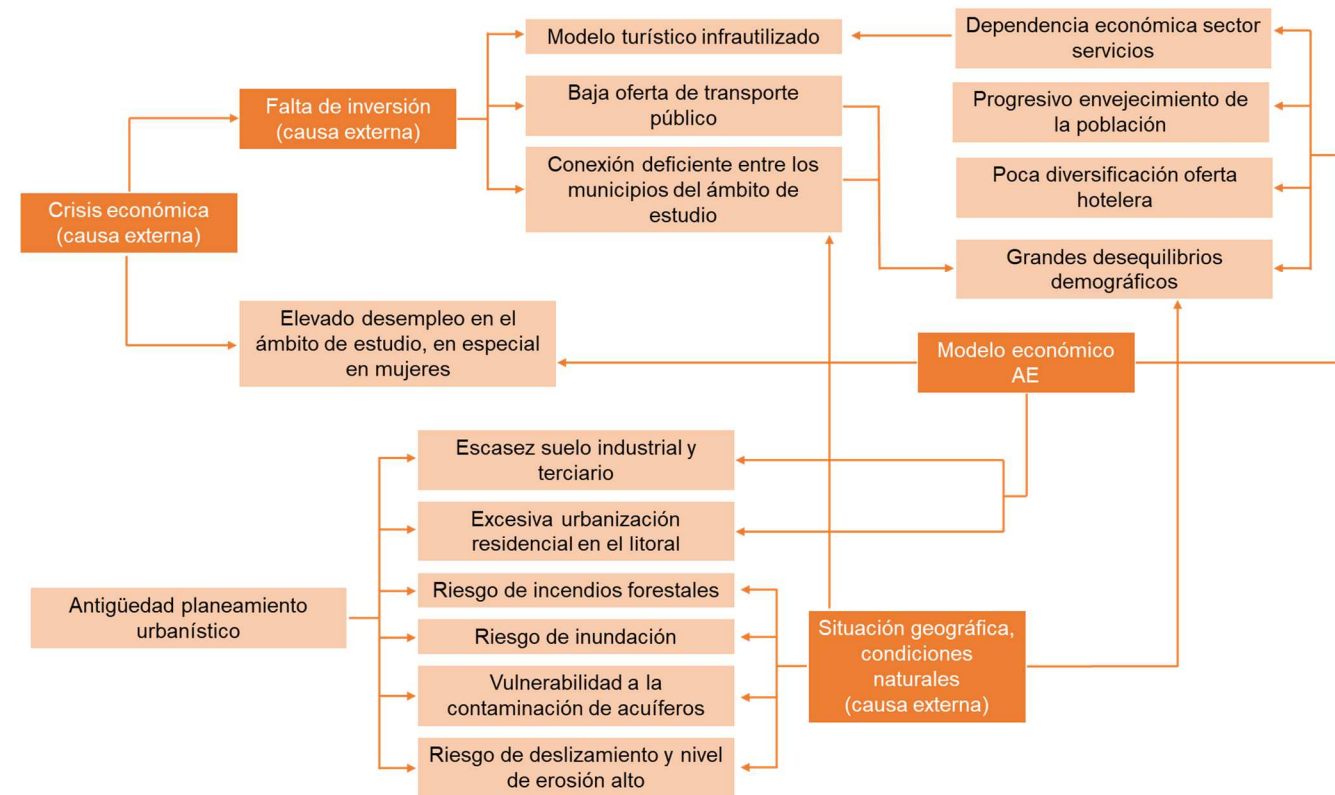 Modelo turístico infrautilizado
Dependencia económica sector
servicios
Falta de inversión
(causa externa)
Baja oferta de transporte
público
Progresivo envejecimiento de
la población
Conexión deficiente entre los
municipios del ámbito de
estudio
Poca diversificación oferta
hotelera
Crisis económica
(causa externa)
Grandes desequilibrios
demográficos
Elevado desempleo en el
ámbito de estudio, en especial
en mujeres
Modelo económico
AE
Escasez suelo industrial y
terciario
Excesiva urbanización
residencial en el litoral
Antigüedad planeamiento
urbanístico
Riesgo de incendios forestales
Riesgo de inundación
Vulnerabilidad a la
contaminación de acuíferos
Riesgo de deslizamiento y nivel
de erosión alto
Situación geográfica,
condiciones
naturales
(causa externa)